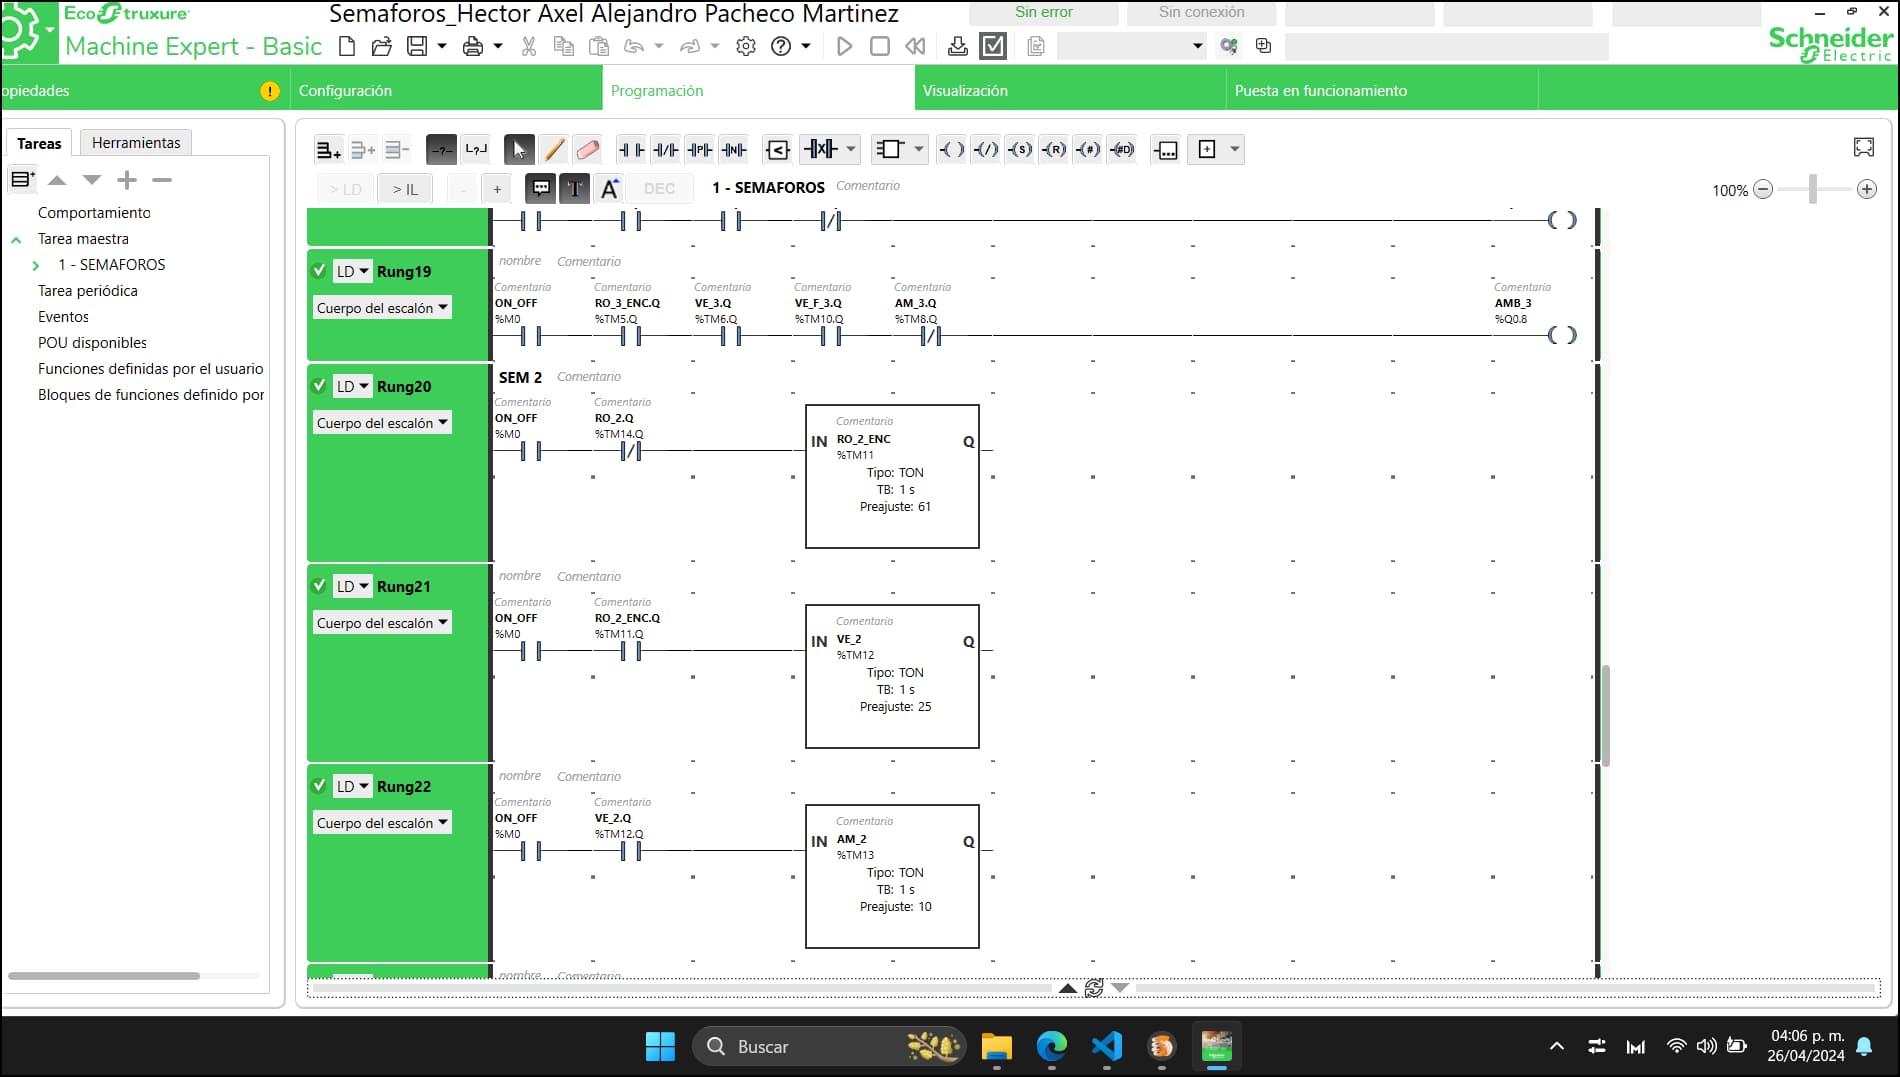 EcoStruxure
Semaforos_Hector Axel Alejandro Pacheco Martinez
Sin error
Sin conexión
Machine Expert - Basic
Schneider
Electric
opiedades
Configuración
Programación
Visualización
Puesta en funcionamiento
Tareas
Herramientas
> LD
> IL
-
+
T
A
DEC
1 - SEMAFOROS
Comentario
100%
Comportamiento
Tarea maestra
1 - SEMAFOROS
Tarea periódica
Eventos
POU disponibles
Funciones definidas por el usuario
Bloques de funciones definido por
LD
Rung19
Cuerpo del escalón
nombre
Comentario
Comentario
ON_OFF
%M0
Comentario
RO_3_ENC.Q
%TM5.Q
Comentario
VE_3.Q
%TM6.Q
Comentario
VE_F_3.Q
%TM10.Q
Comentario
AM_3.Q
%TM8.Q
Comentario
AMB_3
%Q0.8
LD
Rung20
Cuerpo del escalón
SEM 2
Comentario
Comentario
ON_OFF
%M0
Comentario
RO_2.Q
%TM14.Q
Comentario
IN
RO_2_ENC
Q
%TM11
Tipo: TON
TB: 1 s
Preajuste: 61
LD
Rung21
Cuerpo del escalón
nombre
Comentario
Comentario
ON_OFF
%M0
Comentario
RO_2_ENC.Q
%TM11.Q
Comentario
IN
VE_2
Q
%TM12
Tipo: TON
TB: 1 s
Preajuste: 25
LD
Rung22
Cuerpo del escalón
nombre
Comentario
Comentario
ON_OFF
%M0
Comentario
VE_2.Q
%TM12.Q
Comentario
IN
AM_2
Q
%TM13
Tipo: TON
TB: 1 s
Preajuste: 10
nombre
Comentario
Buscar
04:06 p. m.
26/04/2024